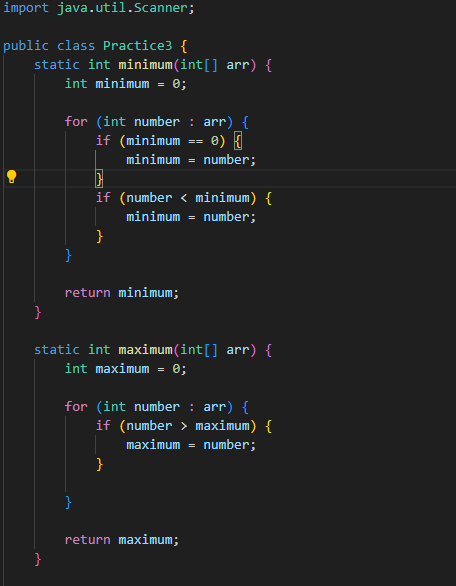 import java.util.Scanner;
public class Practice3 {
static int minimum(int[] arr) {
int minimum = 0;
for (int number : arr) {
if (minimum == 0) {
minimum = number;
}
if (number < minimum) {
minimum = number;
}
}
return minimum;
}
static int maximum(int[] arr) {
int maximum = 0;
for (int number : arr) {
if (number > maximum) {
maximum = number;
}
}
return maximum;
}